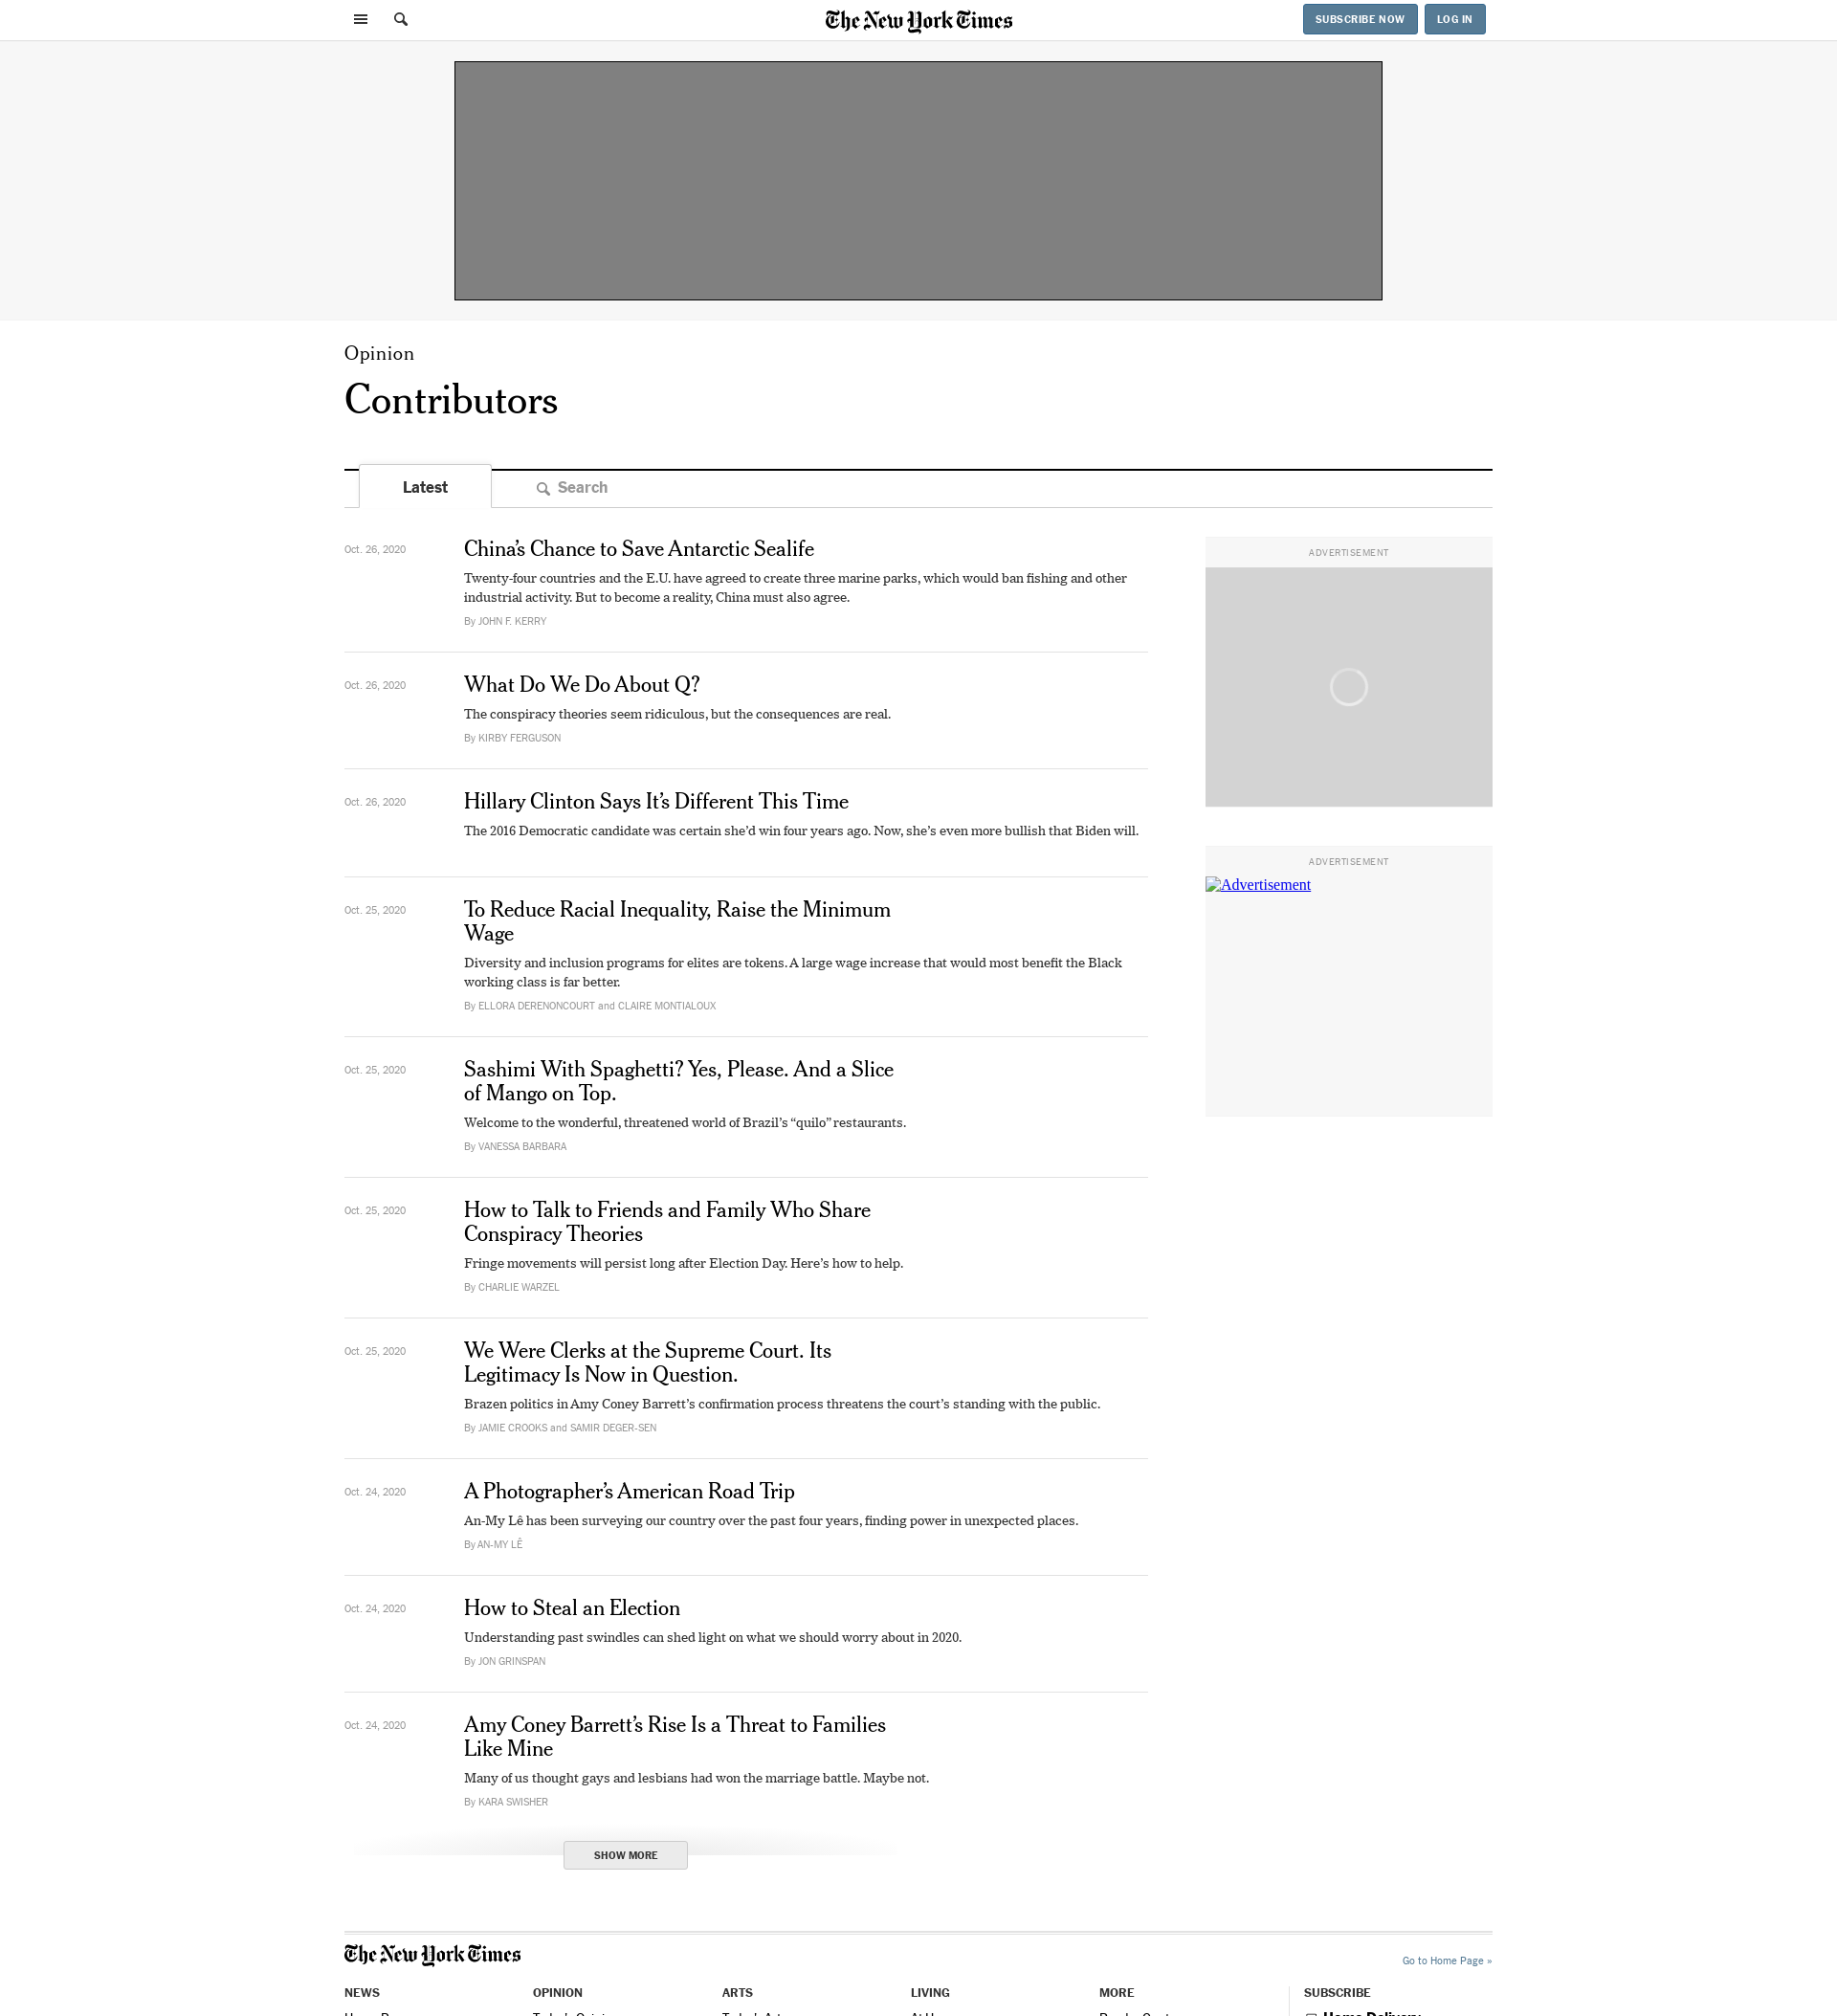 The New York Times
SUBSCRIBE NOW
LOG IN
Opinion
Contributors
Latest
Search
Oct. 26, 2020
China’s Chance to Save Antarctic Sealife
Twenty-four countries and the E.U. have agreed to create three marine parks, which would ban fishing and other
industrial activity. But to become a reality, China must also agree.
By JOHN F. KERRY
Oct. 26, 2020
What Do We Do About Q?
The conspiracy theories seem ridiculous, but the consequences are real.
By KIRBY FERGUSON
Oct. 26, 2020
Hillary Clinton Says It’s Different This Time
The 2016 Democratic candidate was certain she’d win four years ago. Now, she’s even more bullish that Biden will.
Oct. 25, 2020
To Reduce Racial Inequality, Raise the Minimum
Wage
Diversity and inclusion programs for elites are tokens. A large wage increase that would most benefit the Black
working class is far better.
By ELLORA DERENONCOURT and CLAIRE MONTIALOUX
Oct. 25, 2020
Sashimi With Spaghetti? Yes, Please. And a Slice
of Mango on Top.
Welcome to the wonderful, threatened world of Brazil’s “quilo” restaurants.
By VANESSA BARBARA
Oct. 25, 2020
How to Talk to Friends and Family Who Share
Conspiracy Theories
Fringe movements will persist long after Election Day. Here’s how to help.
By CHARLIE WARZEL
Oct. 25, 2020
We Were Clerks at the Supreme Court. Its
Legitimacy Is Now in Question.
Brazen politics in Amy Coney Barrett’s confirmation process threatens the court’s standing with the public.
By JAMIE CROOKS and SAMIR DEGER-SEN
Oct. 24, 2020
A Photographer’s American Road Trip
An-My Lê has been surveying our country over the past four years, finding power in unexpected places.
By AN-MY LÊ
Oct. 24, 2020
How to Steal an Election
Understanding past swindles can shed light on what we should worry about in 2020.
By JON GRINSPAN
Oct. 24, 2020
Amy Coney Barrett’s Rise Is a Threat to Families
Like Mine
Many of us thought gays and lesbians had won the marriage battle. Maybe not.
By KARA SWISHER
SHOW MORE
ADVERTISEMENT
ADVERTISEMENT
Advertisement
The New York Times
Go to Home Page »
NEWS
OPINION
ARTS
LIVING
MORE
SUBSCRIBE